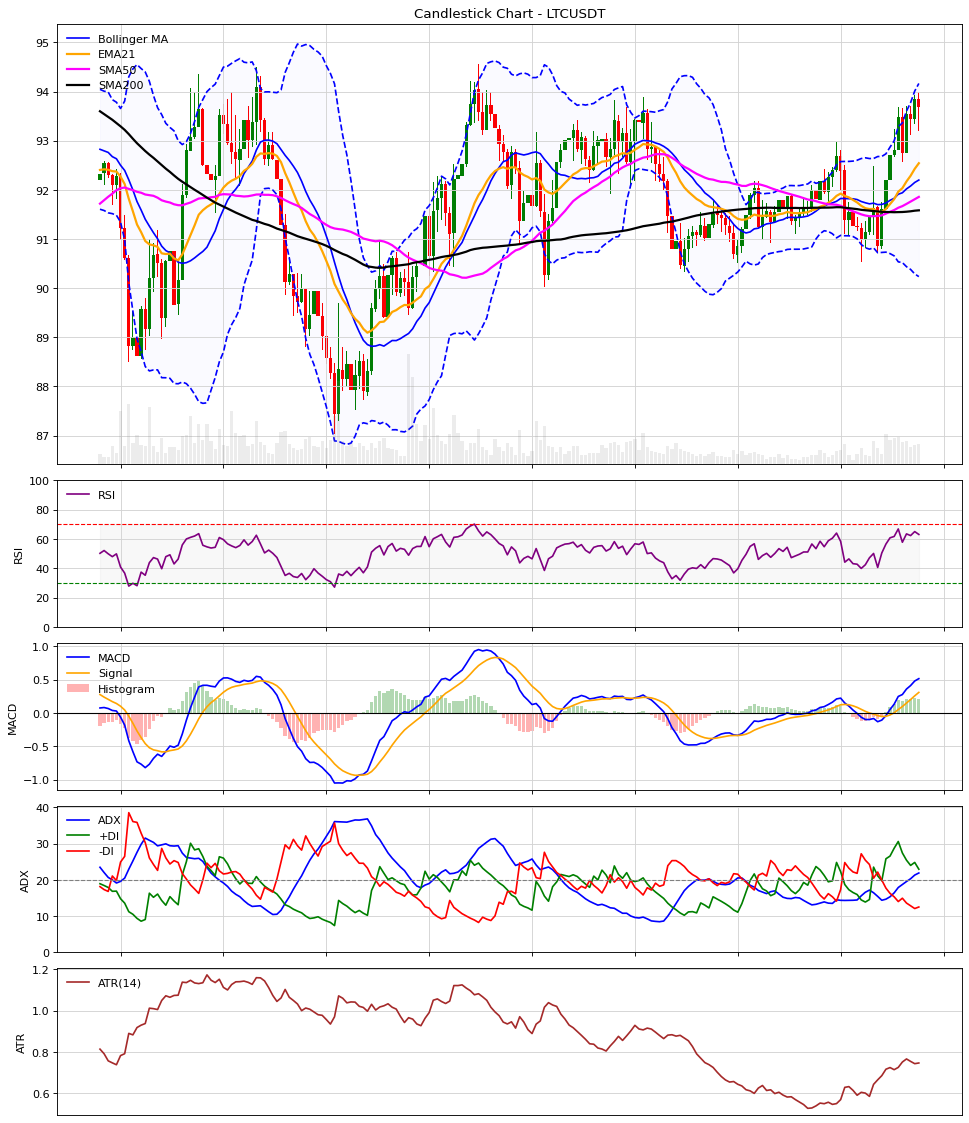 Candlestick Chart - LTCUSDT
95
94
93
92
91
90
89
88
87
Bollinger MA
EMA21
SMA50
SMA200
100
80
60
40
20
0
RSI
RSI
1.0
0.5
0.0
−0.5
−1.0
MACD
MACD
Signal
Histogram
40
30
20
10
0
ADX
ADX
+DI
-DI
1.2
1.0
0.8
0.6
ATR
ATR(14)